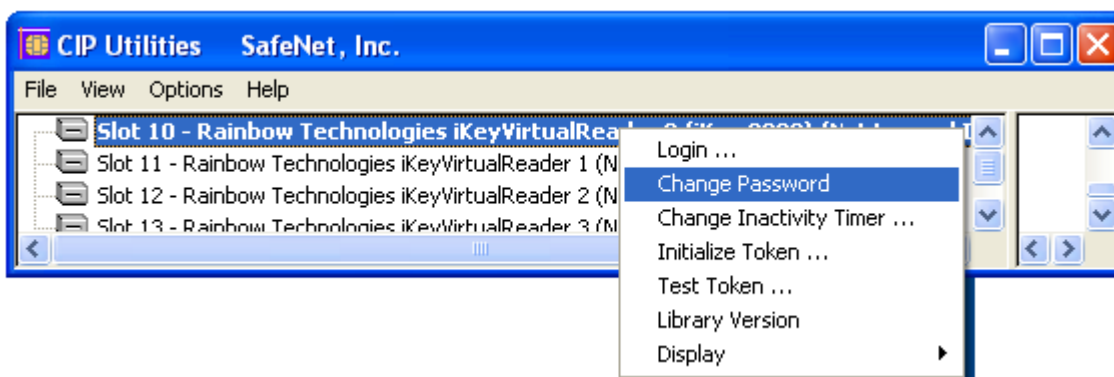 CIP Utilities SafeNet, Inc.
File View Options Help
Slot 10 - Rainbow Technologies iKeyVirtualRea
Slot 11 - Rainbow Technologies iKeyVirtualReader 1 (N
Slot 12 - Rainbow Technologies iKeyVirtualReader 2 (N
Slot 13 - Rainbow Technologies iKeyVirtualReader 3 (N
Login ...
Change Password
Change Inactivity Timer ...
Initialize Token ...
Test Token ...
Library Version
Display